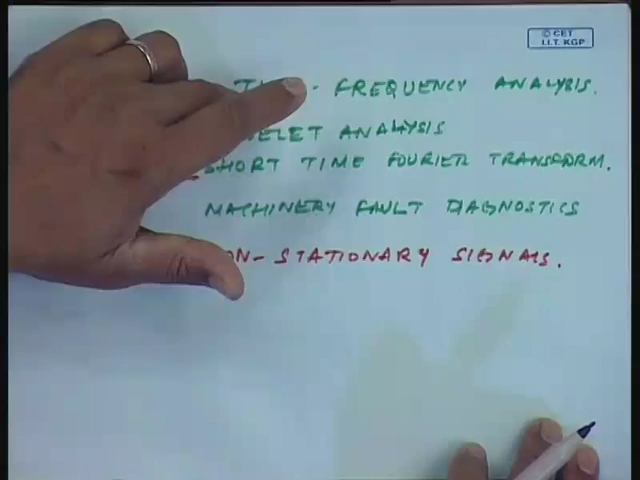 © CET
I.I.T. KGP
FREQUENCY ANALYSIS.
ANALYSIS
SHORT TIME FOURIER TRANSFORM.
MACHINERY FAULT DIAGNOSTICS
- STATIONARY SIGNALS.